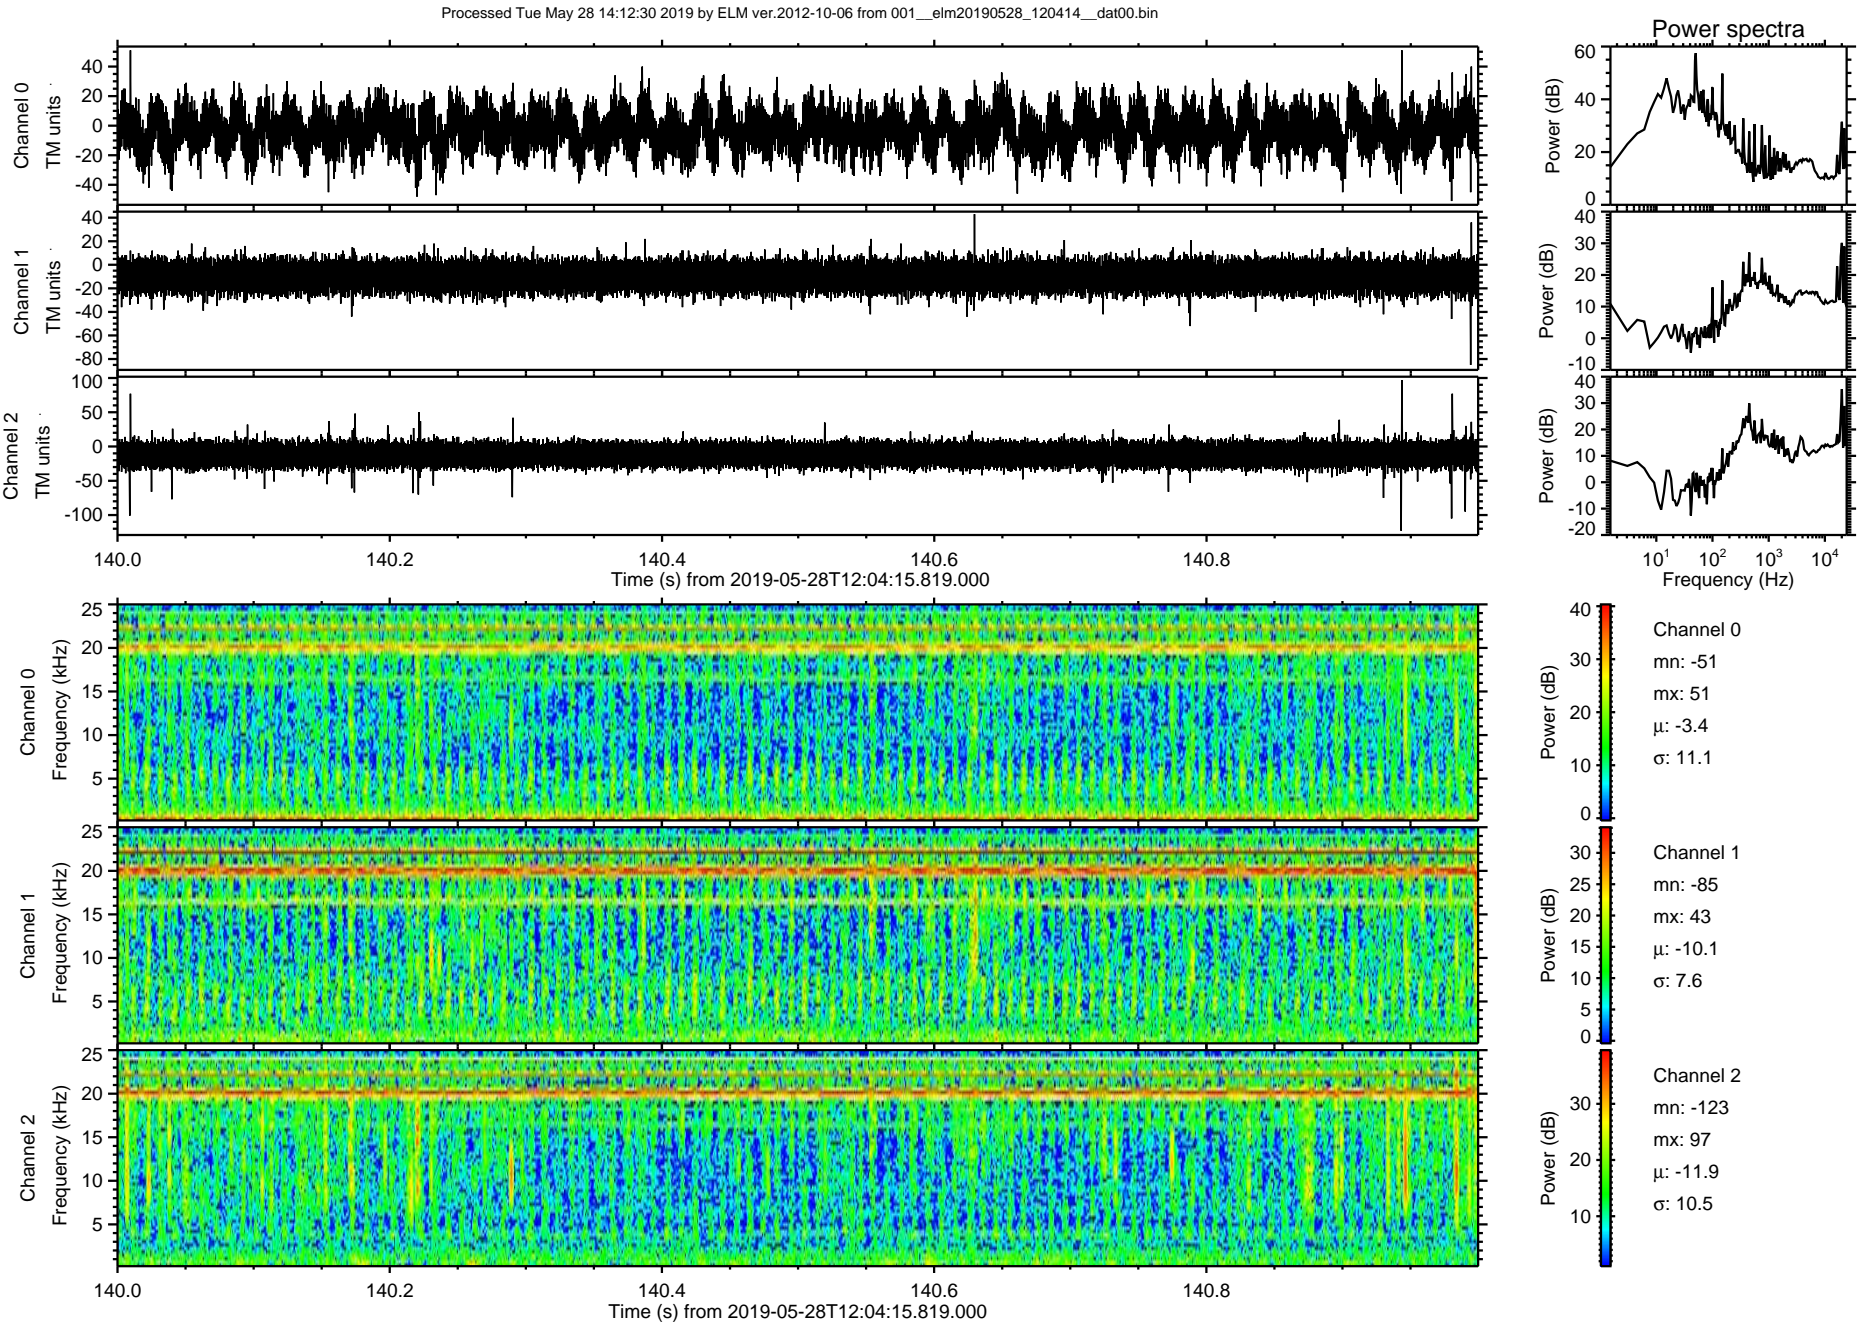 Processed Tue May 28 14:12:30 2019 by ELM ver.2012-10-06 from 001__elm20190528_120414__dat00.bin
Power spectra
Channel 0
TM units
40
20
0
-20
-40
Power (dB)
60
40
20
0
Channel 1
TM units
40
20
0
-20
-40
-60
-80
Power (dB)
40
30
20
10
0
-10
Channel 2
TM units
100
50
0
-50
-100
Power (dB)
40
30
20
10
0
-10
-20
140.0
140.2
140.4
140.6
140.8
Time (s) from 2019-05-28T12:04:15.819.000
10¹
10²
10³
10⁴
Frequency (Hz)
Channel 0
Frequency (kHz)
25
20
15
10
5
Power (dB)
40
30
20
10
0
Channel 0
mn: -51
mx: 51
μ: -3.4
σ: 11.1
Channel 1
Frequency (kHz)
25
20
15
10
5
Power (dB)
30
25
20
15
10
5
0
Channel 1
mn: -85
mx: 43
μ: -10.1
σ: 7.6
Channel 2
Frequency (kHz)
25
20
15
10
5
Power (dB)
30
20
10
Channel 2
mn: -123
mx: 97
μ: -11.9
σ: 10.5
140.0
140.2
140.4
140.6
140.8
Time (s) from 2019-05-28T12:04:15.819.000